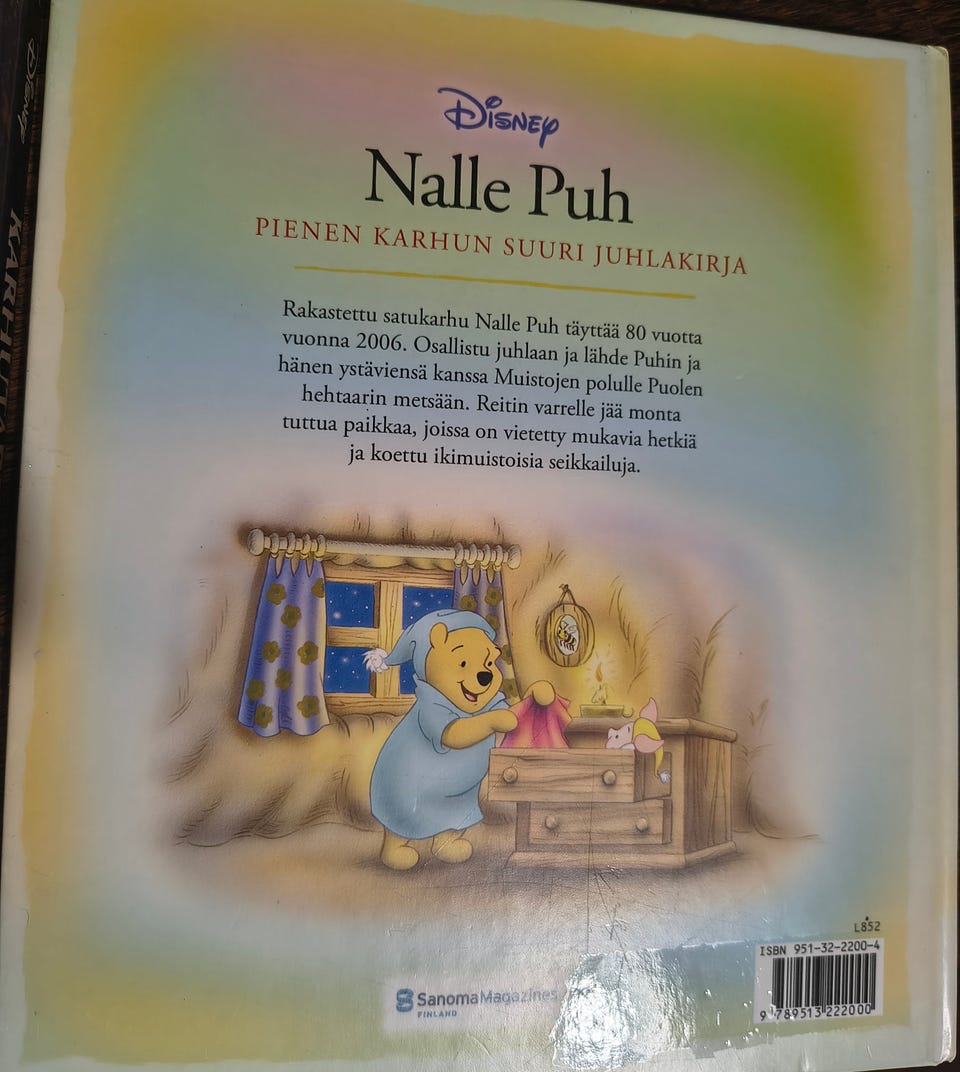 Disney
Nalle Puh
PIENEN KARHUN SUURI JUHLAKIRJA
Rakastettu satukarhu Nalle Puh täyttää 80 vuotta
vuonna 2006. Osallistu juhlaan ja lähde Puhin ja
hänen ystäviensä kanssa Muistojen polulle Puolen
hehtaarin metsään. Reitin varrelle jää monta
tuttua paikkaa, joissa on vietetty mukavia hetkiä
ja koettu ikimuistoisia seikkailuja.
L852
ISBN 951-32-2200-4
9 789513 222000
SanomaMagazines
FINLAND
Disney